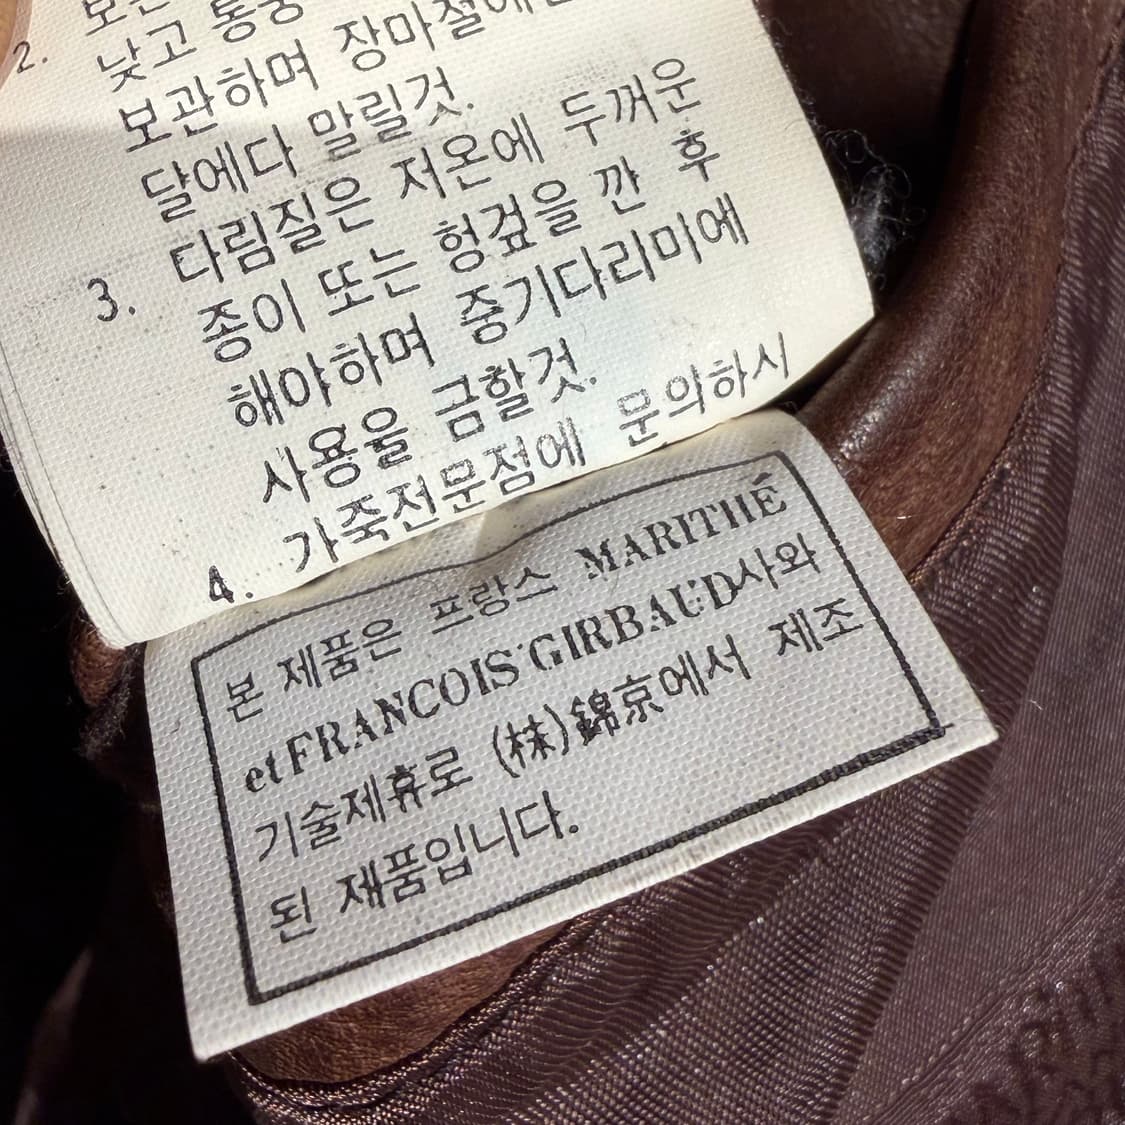 낮고 통풍
2. 보관하며 장마철에는
달에다 말릴것.
다림질은 저온에 두꺼운
3. 종이 또는 헝겊을 깐 후
해야하며 증기다리미에
사용을 금할것.
4. 가죽전문점에 문의하시
본 제품은 프랑스 MARITHÉ
et FRANCOIS GIRBAUD사와
기술제휴로 (株)錦京에서 제조
된 제품입니다.